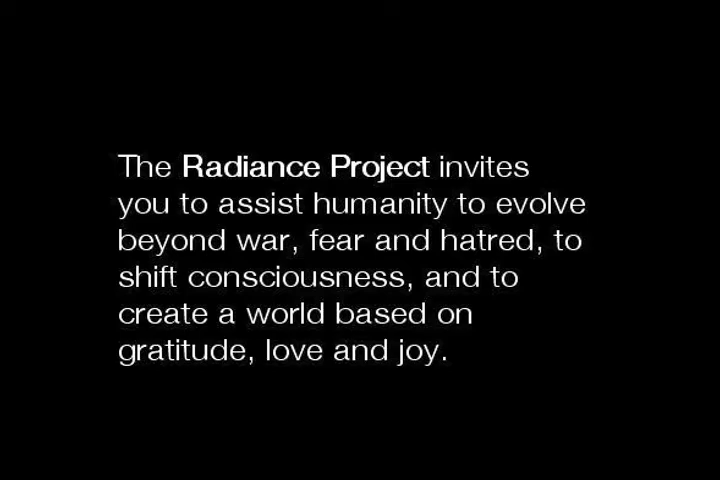 The Radiance Project invites
you to assist humanity to evolve
beyond war, fear and hatred, to
shift consciousness, and to
create a world based on
gratitude, love and joy.